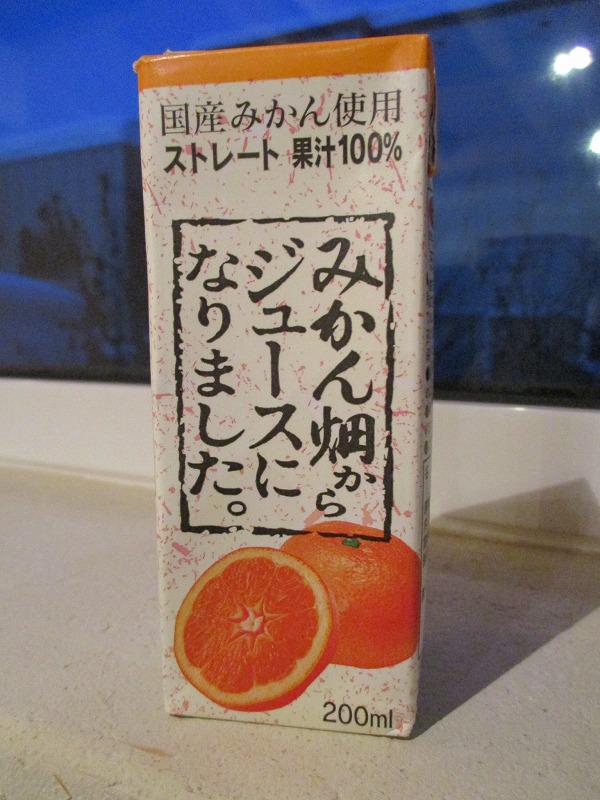 国産みかん使用
ストレート 果汁100%
みかん畑から
ジュースに
なりました。
200ml